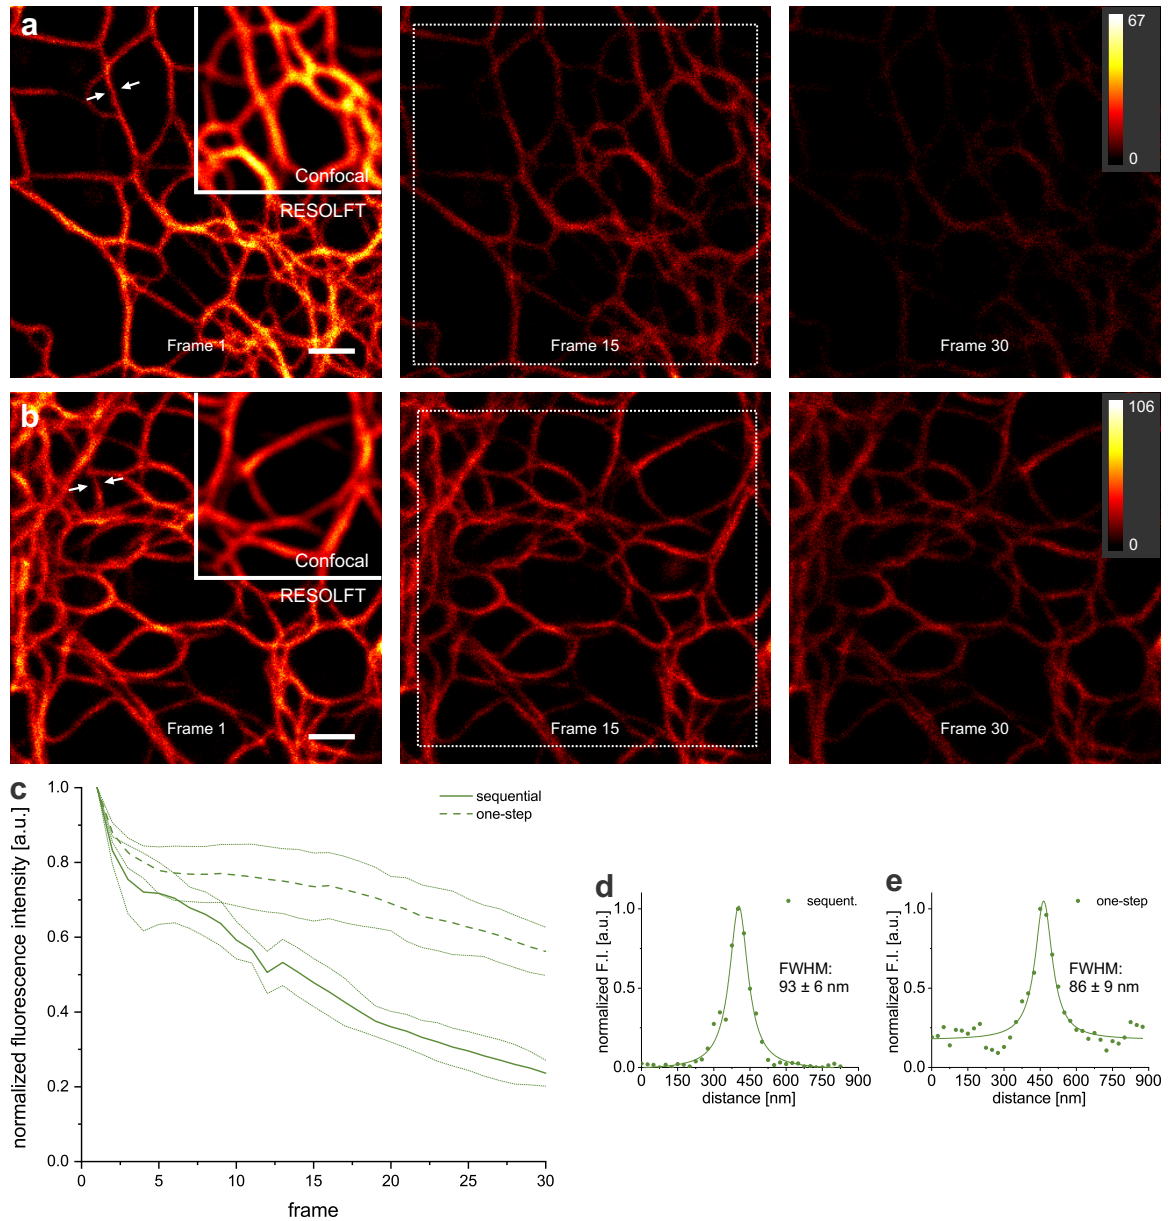 a
Confocal
RESOLFT
Frame 1
Frame 15
Frame 30
67
0
b
Confocal
RESOLFT
Frame 1
Frame 15
Frame 30
106
0
c
normalized fluorescence intensity [a.u.]
1.0
0.8
0.6
0.4
0.2
0.0
0 5 10 15 20 25 30
frame
sequential
one-step
d
normalized F.I. [a.u.]
1.0
0.5
0.0
0 150 300 450 600 750 900
distance [nm]
sequent.
FWHM:
93 ± 6 nm
e
normalized F.I. [a.u.]
1.0
0.5
0.0
0 150 300 450 600 750 900
distance [nm]
one-step
FWHM:
86 ± 9 nm